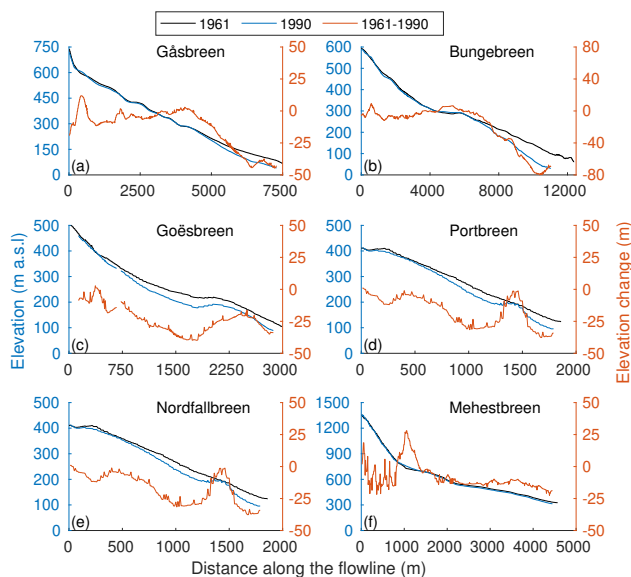 1961 1990 1961-1990
750 Gåsbreen 50 600 Bungebreen 80
600 25 500 40
450 400
0 300 0
300 200
150 -25 -40
100
0 (a) -50 0 (b) -80
0 2500 5000 7500 0 4000 8000 12000
500 Goësbreen 50 500 Portbreen 50
400 25 400 25
300 0 300 0
200 200
100 -25 100 -25
0 (c) -50 0 (d) -50
0 750 1500 2250 3000 0 500 1000 1500 2000
500 Nordfallbreen 50 1500 Mehestbreen 50
400 25 1200 25
300 0 900 0
200 600
100 -25 300 -25
0 (e) -50 0 (f) -50
0 500 1000 1500 2000 0 1000 2000 3000 4000 5000
Elevation (m a.s.l)
Elevation change (m)
Distance along the flowline (m)